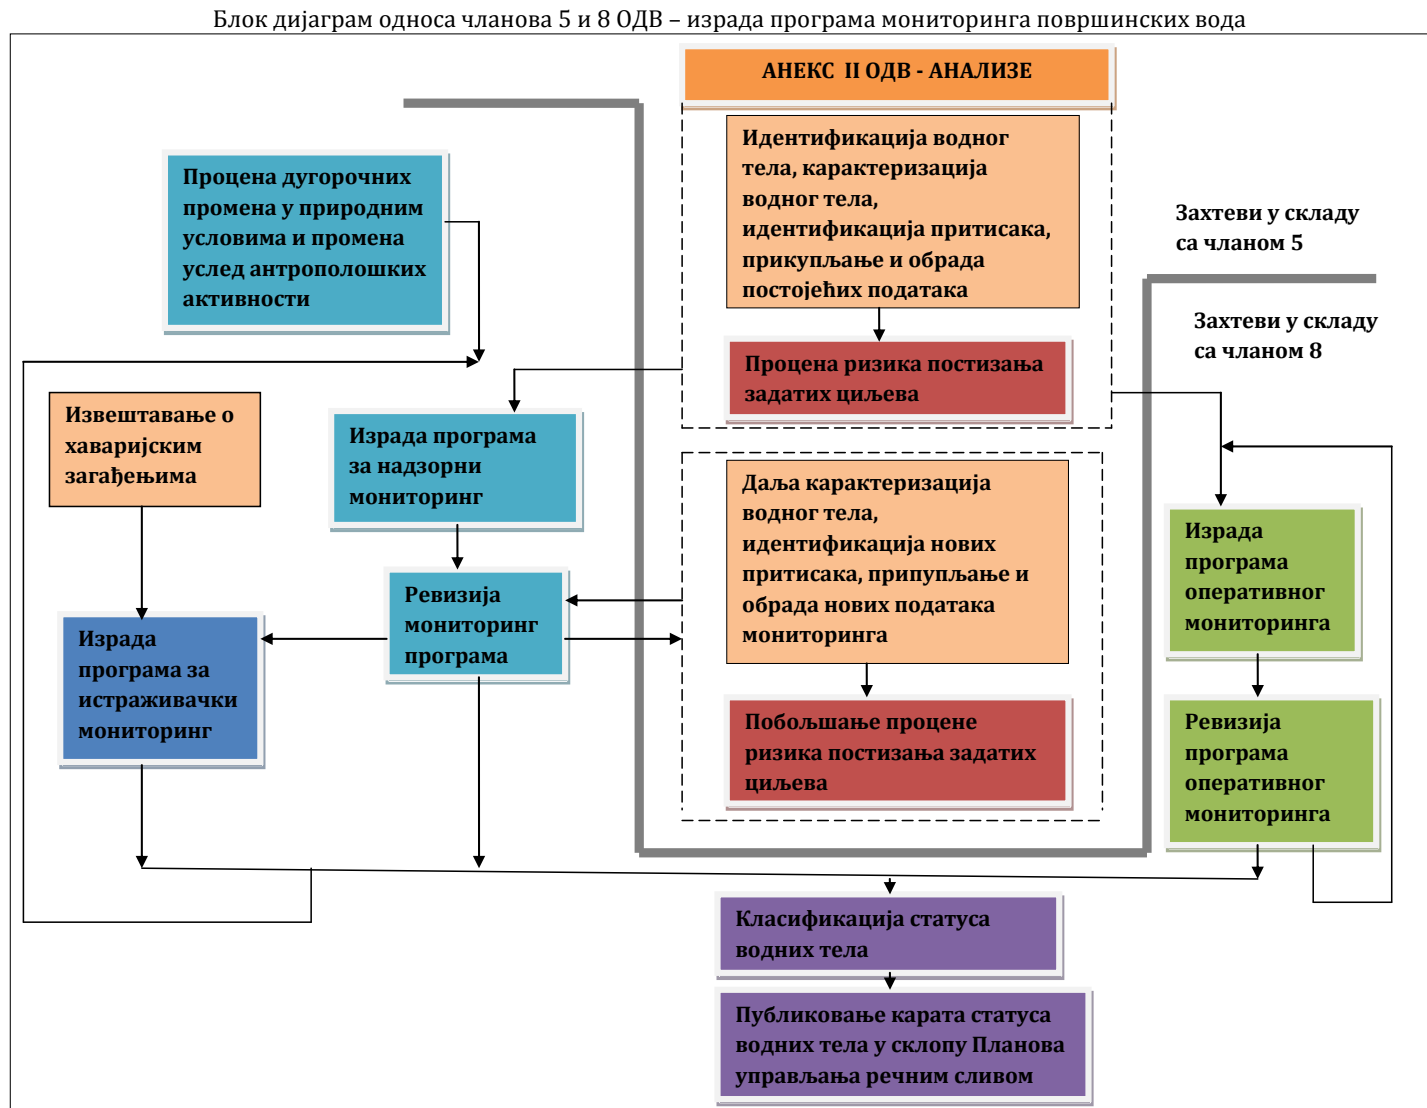 Блок дијаграм односа чланова 5 и 8 ОДВ – израда програма мониторинга површинских вода
АНЕКС II ОДВ - АНАЛИЗЕ
Идентификација водног
тела, карактеризација
водног тела,
идентификација притисака,
прикупљање и обрада
постојећих података
Процена дугорочних
промена у природним
условима и промена
услед антрополошких
активности
Захтеви у складу
са чланом 5
Захтеви у складу
са чланом 8
Процена ризика постизања
задатих циљева
Извештавање о
хаваријским
загађењима
Израда програма
за надзорни
мониторинг
Даља карактеризација
водног тела,
идентификација нових
притисака, припупљање и
обрада нових података
мониторинга
Израда
програма
оперативног
мониторинга
Ревизија
мониторинг
програма
Израда
програма за
истраживачки
мониторинг
Побољшање процене
ризика постизања задатих
циљева
Ревизија
програма
оперативног
мониторинга
Класификација статуса
водних тела
Публиковање карата статуса
водних тела у склопу Планова
управљања речним сливом